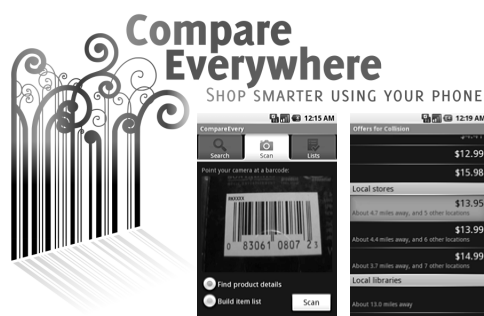 Compare
Everywhere
SHOP SMARTER USING YOUR PHONE
12:15 AM
CompareEvery
Search
Scan
Lists
Point your camera at a barcode:
0 83061 0807 2 3
Find product details
Build item list
Scan
12:19 AM
Offers for Collision
$12.99
$15.98
Local stores
$13.95
About 4.7 miles away, and 5 other locations
$13.99
About 4.4 miles away, and 6 other locations
$14.99
About 3.7 miles away, and 7 other locations
Local libraries
About 13.0 miles away